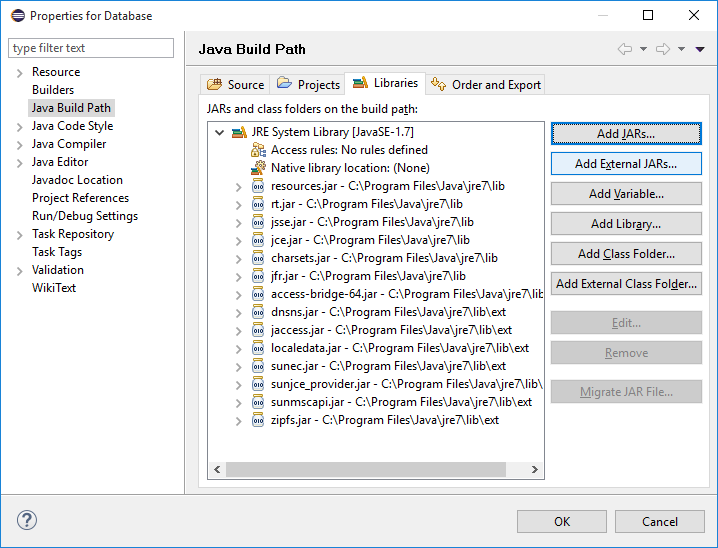 Properties for Database
type filter text
Resource
Builders
Java Build Path
Java Code Style
Java Compiler
Java Editor
Javadoc Location
Project References
Run/Debug Settings
Task Repository
Task Tags
Validation
WikiText
Java Build Path
Source Projects Libraries Order and Export
JARs and class folders on the build path:
JRE System Library [JavaSE-1.7]
Access rules: No rules defined
Native library location: (None)
resources.jar - C:\Program Files\Java\jre7\lib
rt.jar - C:\Program Files\Java\jre7\lib
jsse.jar - C:\Program Files\Java\jre7\lib
jce.jar - C:\Program Files\Java\jre7\lib
charsets.jar - C:\Program Files\Java\jre7\lib
jfr.jar - C:\Program Files\Java\jre7\lib
access-bridge-64.jar - C:\Program Files\Java\jre7\lib
dnsns.jar - C:\Program Files\Java\jre7\lib\ext
jaccess.jar - C:\Program Files\Java\jre7\lib\ext
localedata.jar - C:\Program Files\Java\jre7\lib\ext
sunec.jar - C:\Program Files\Java\jre7\lib\ext
sunjce_provider.jar - C:\Program Files\Java\jre7\lib\
sunmscapi.jar - C:\Program Files\Java\jre7\lib\ext
zipfs.jar - C:\Program Files\Java\jre7\lib\ext
Add JARs...
Add External JARs...
Add Variable...
Add Library...
Add Class Folder...
Add External Class Folder...
Edit...
Remove
Migrate JAR File...
?
OK
Cancel